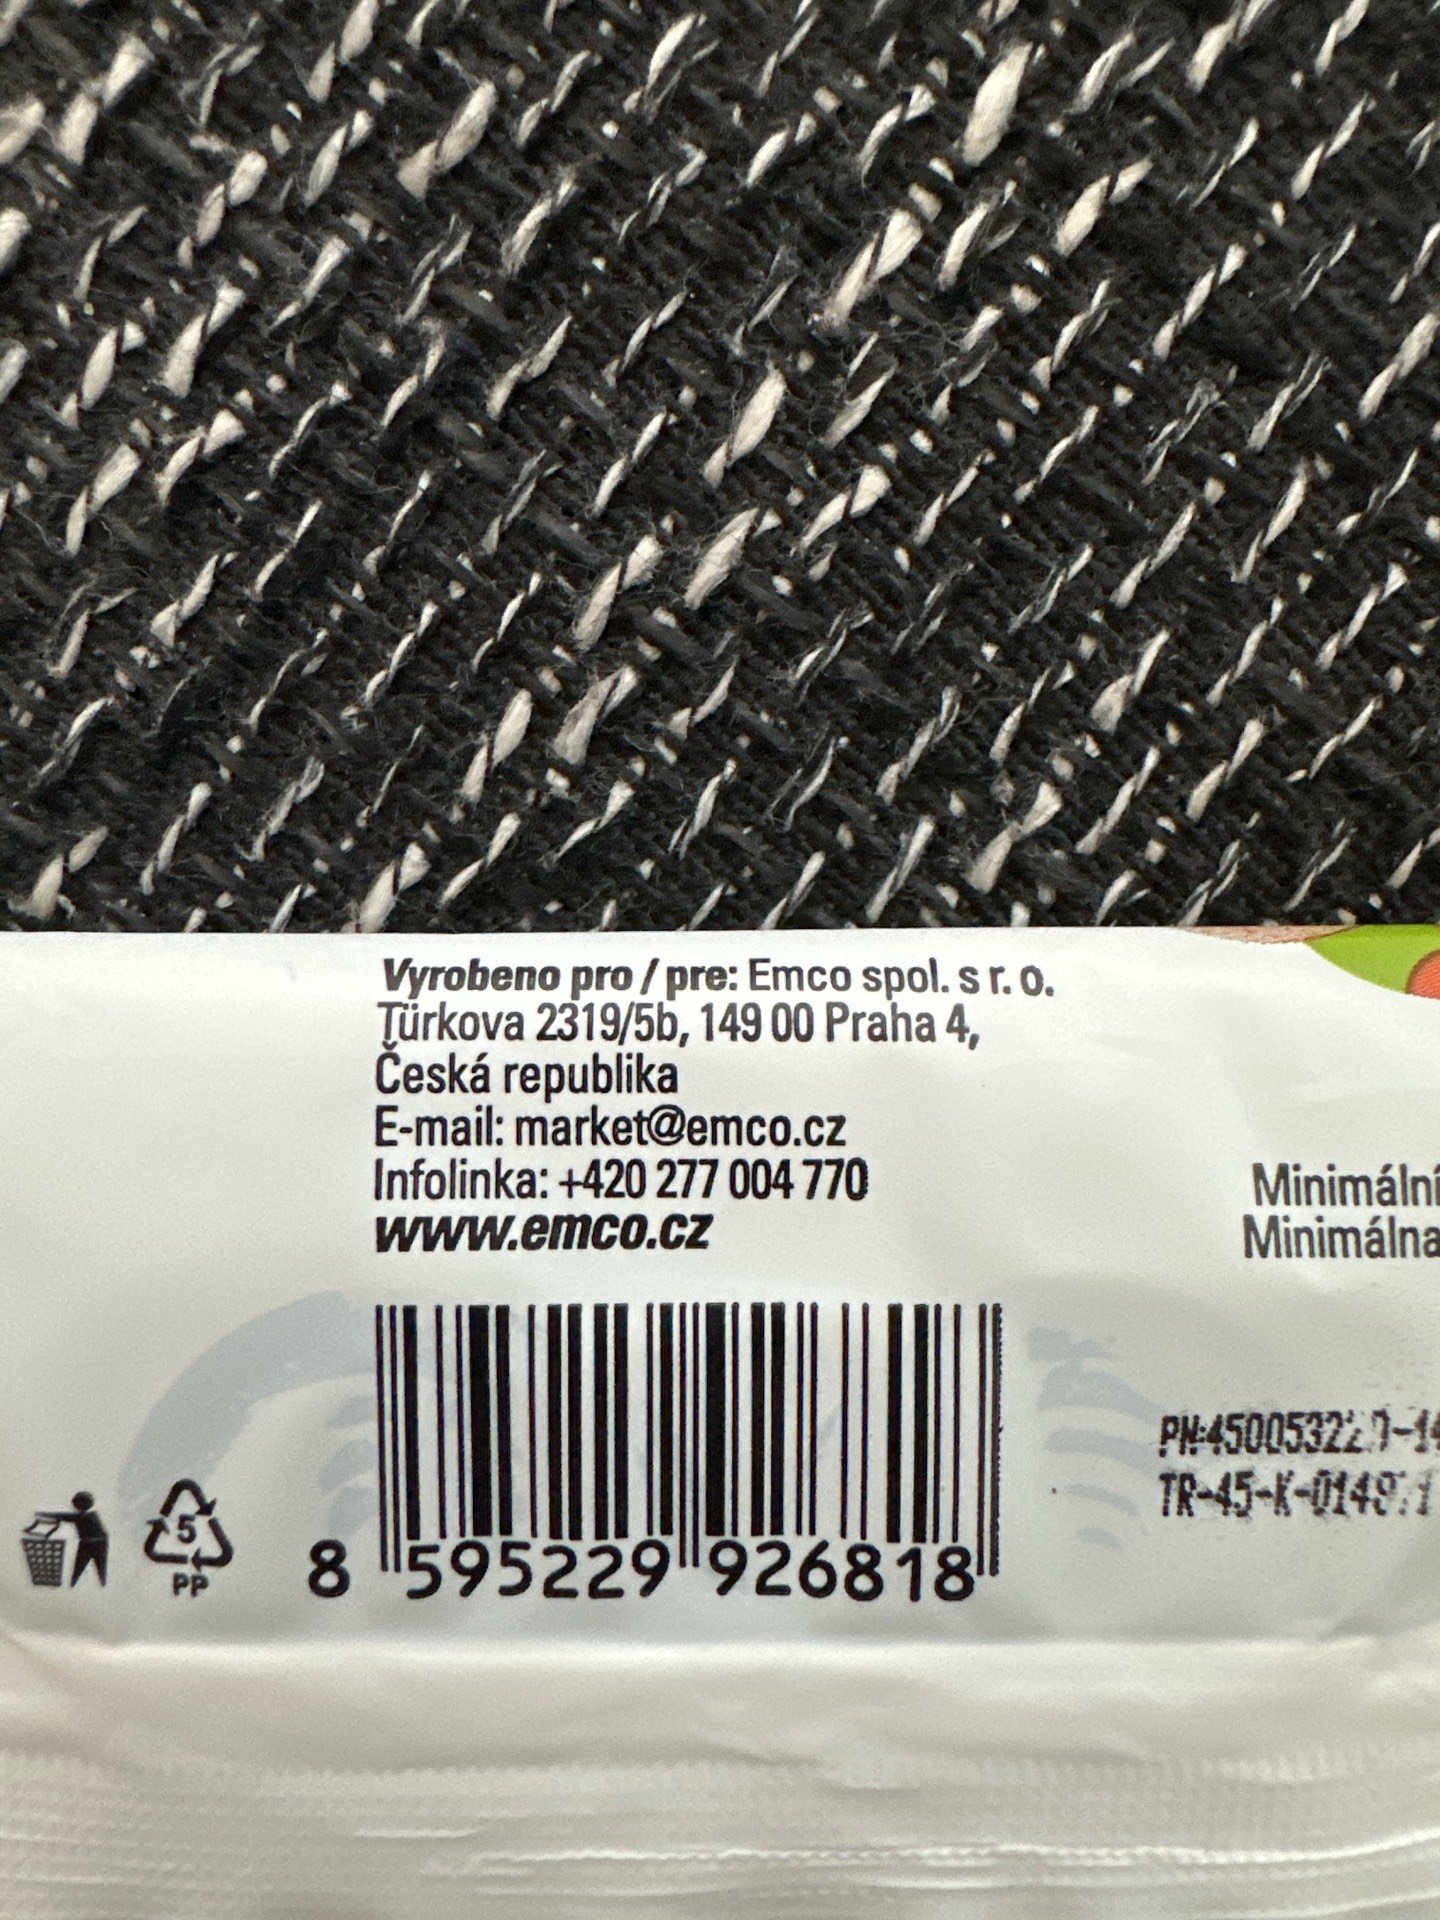 Vyrobeno pro / pre: Emco spol. s r. o.
Türkova 2319/5b, 149 00 Praha 4,
Česká republika
E-mail: market@emco.cz
Infolinka: +420 277 004 770
www.emco.cz
Minimální
Minimálna
5
PP
8 595229 926818